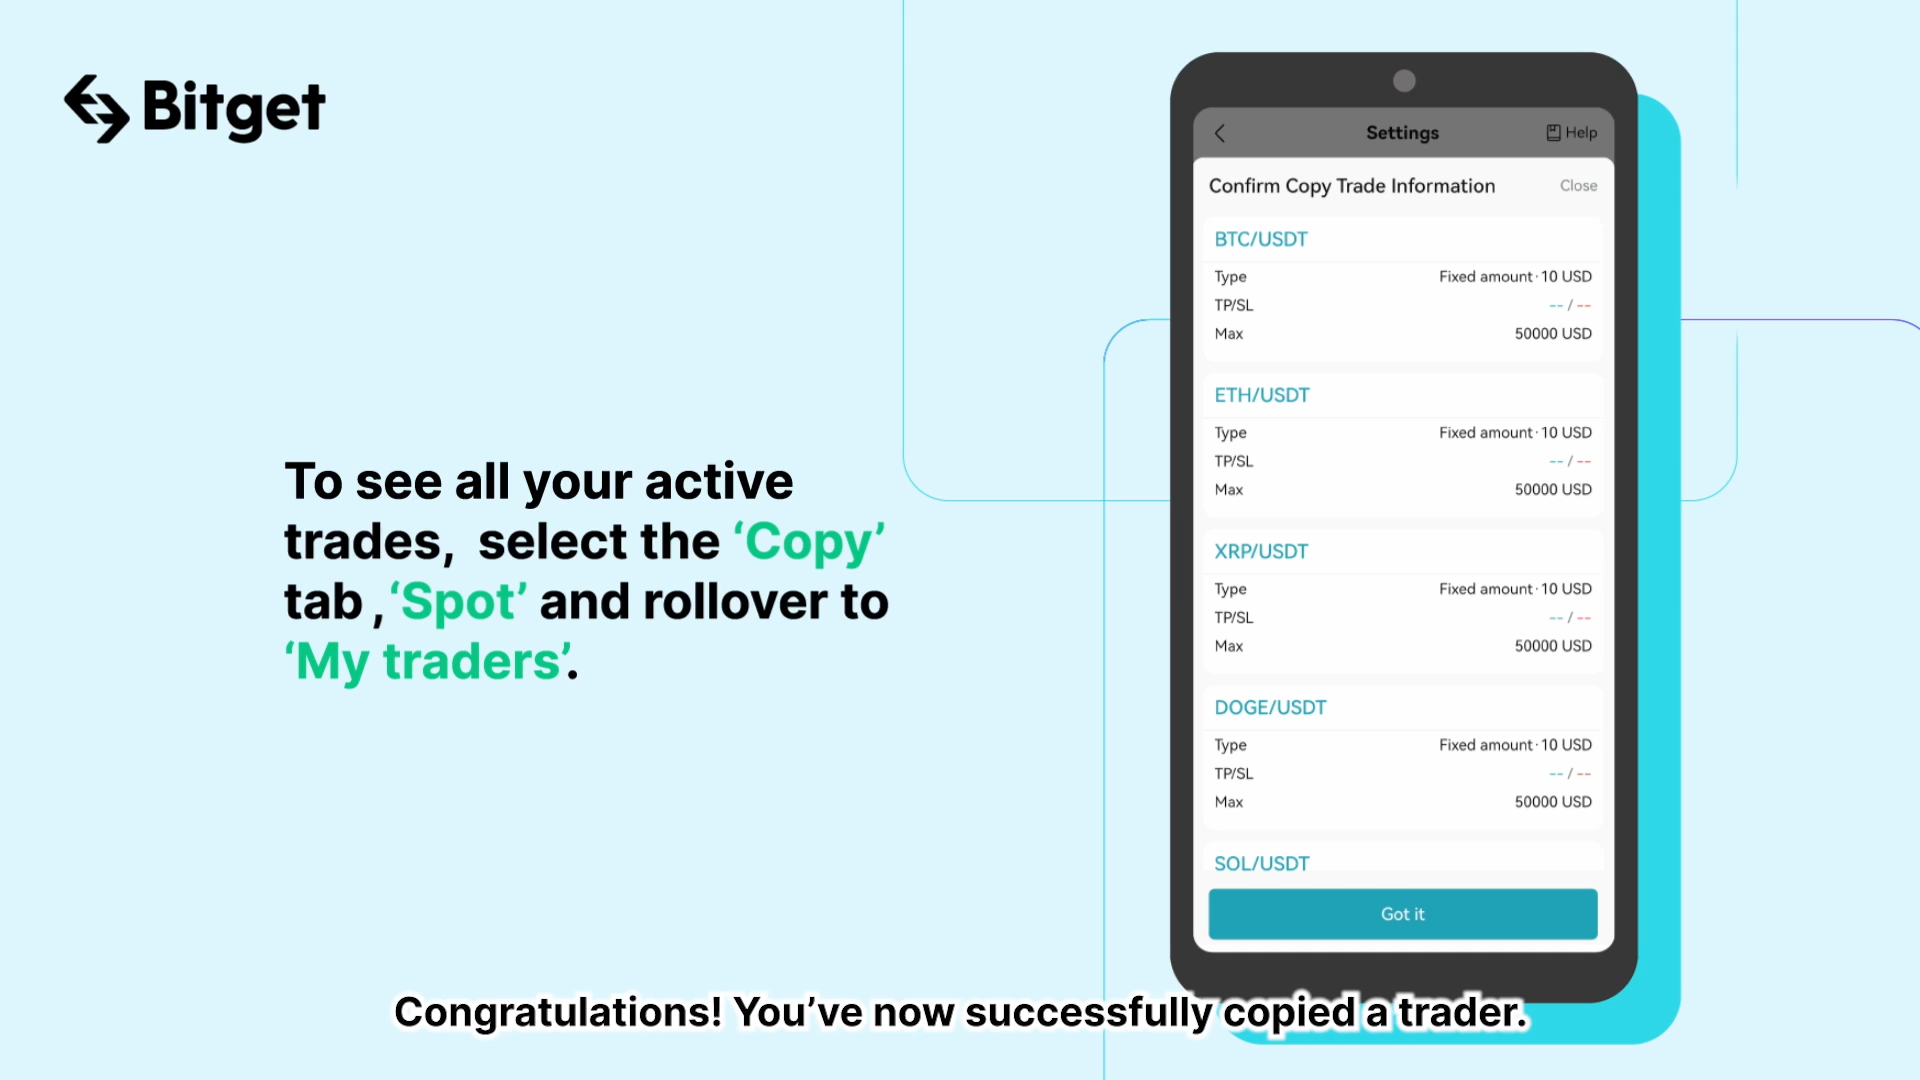 Bitget
To see all your active
trades, select the ‘Copy’
tab ,‘Spot’ and rollover to
‘My traders’.
Settings
Help
Confirm Copy Trade Information
Close
BTC/USDT
Type Fixed amount·10 USD
TP/SL -- / --
Max 50000 USD
ETH/USDT
Type Fixed amount·10 USD
TP/SL -- / --
Max 50000 USD
XRP/USDT
Type Fixed amount·10 USD
TP/SL -- / --
Max 50000 USD
DOGE/USDT
Type Fixed amount·10 USD
TP/SL -- / --
Max 50000 USD
SOL/USDT
Got it
Congratulations! You’ve now successfully copied a trader.